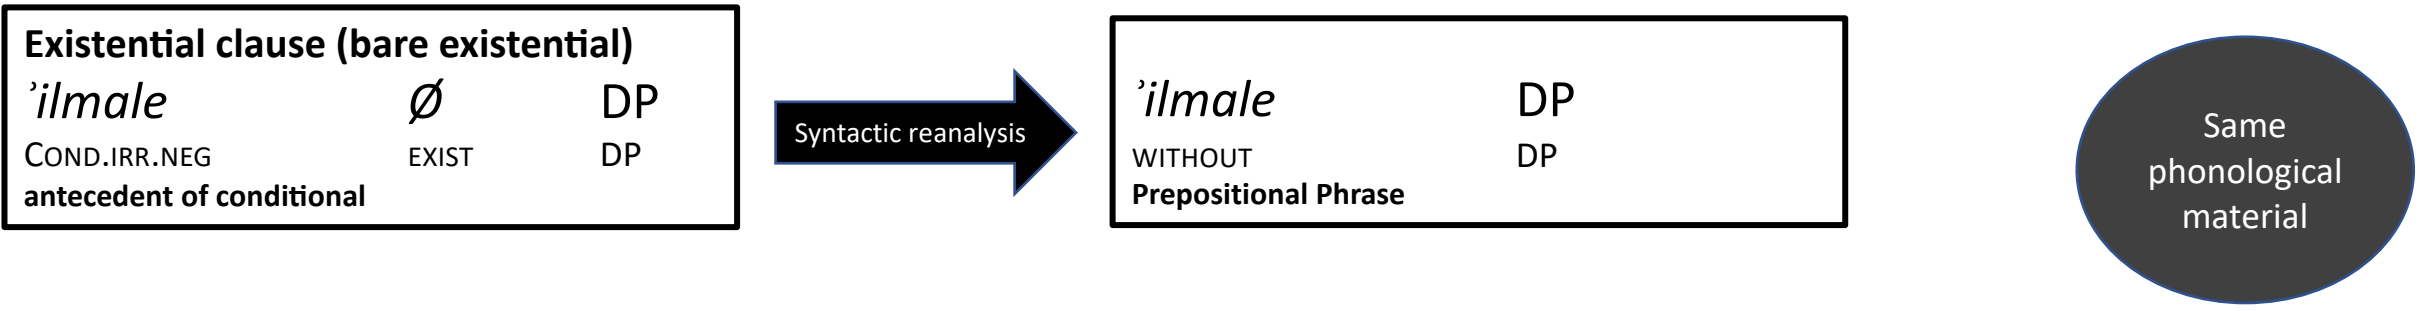 Existential clause (bare existential)
ʾilmale Ø DP
COND.IRR.NEG EXIST DP
antecedent of conditional
Syntactic reanalysis
ʾilmale DP
WITHOUT DP
Prepositional Phrase
Same
phonological
material